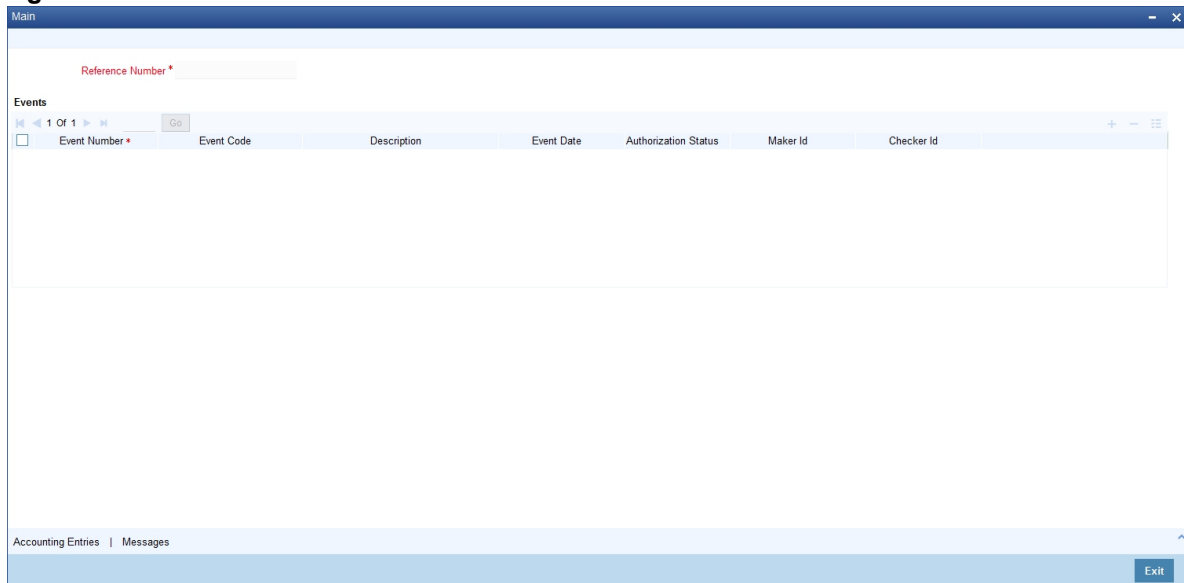 Main
Reference Number *
Events
1 Of 1 Go
Event Number * Event Code Description Event Date Authorization Status Maker Id Checker Id
Accounting Entries | Messages
Exit